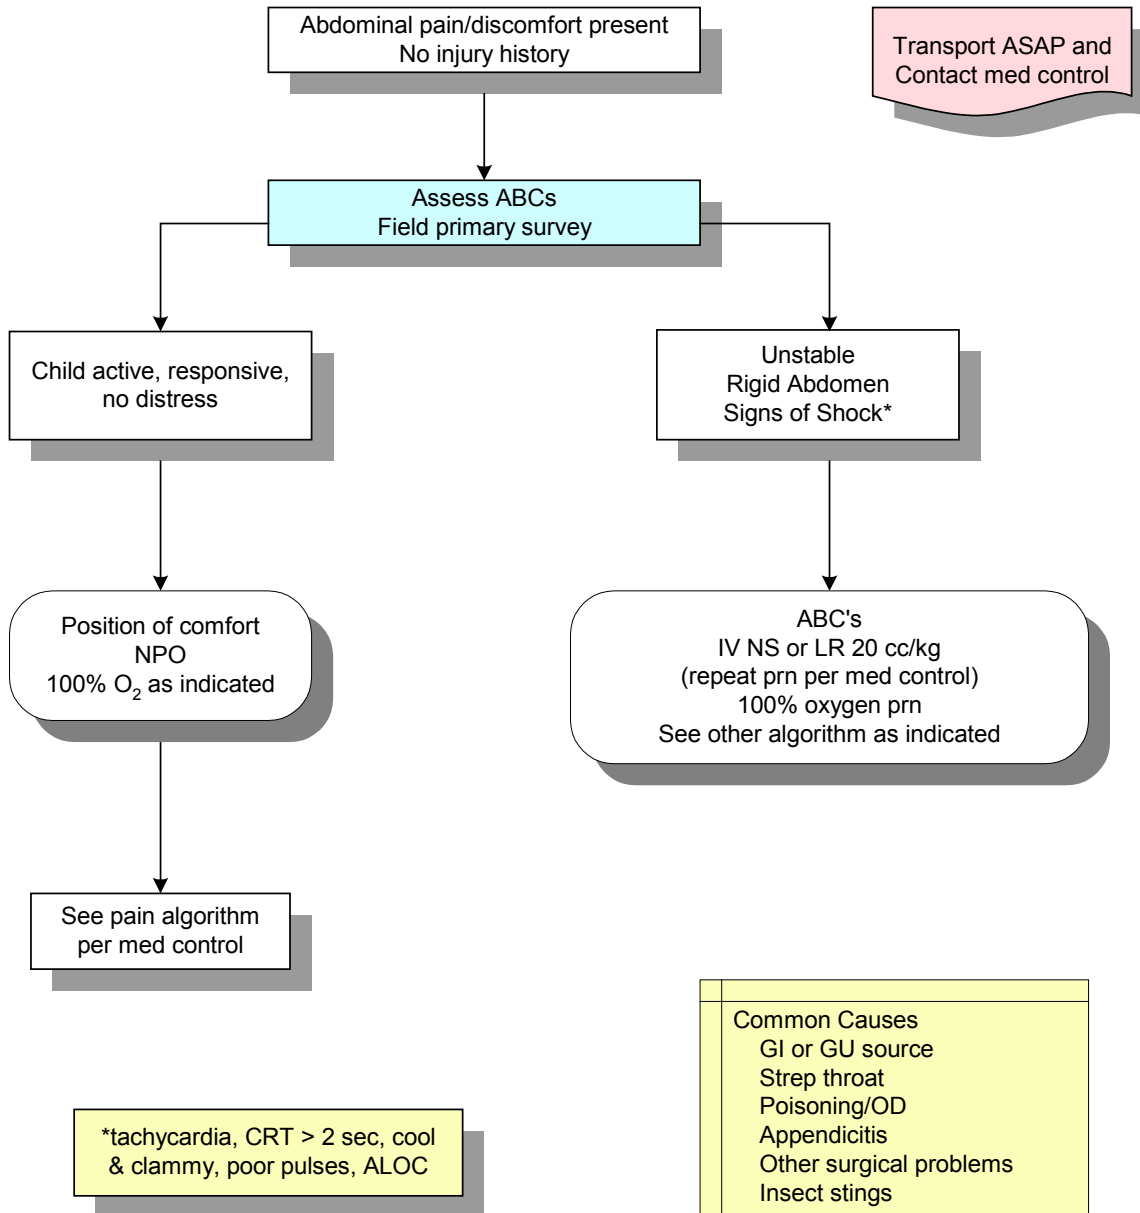 Abdominal pain/discomfort present
No injury history
Transport ASAP and
Contact med control
Assess ABCs
Field primary survey
Child active, responsive,
no distress
Unstable
Rigid Abdomen
Signs of Shock*
Position of comfort
NPO
100% O₂ as indicated
ABC's
IV NS or LR 20 cc/kg
(repeat prn per med control)
100% oxygen prn
See other algorithm as indicated
See pain algorithm
per med control
*tachycardia, CRT > 2 sec, cool
& clammy, poor pulses, ALOC
Common Causes
GI or GU source
Strep throat
Poisoning/OD
Appendicitis
Other surgical problems
Insect stings